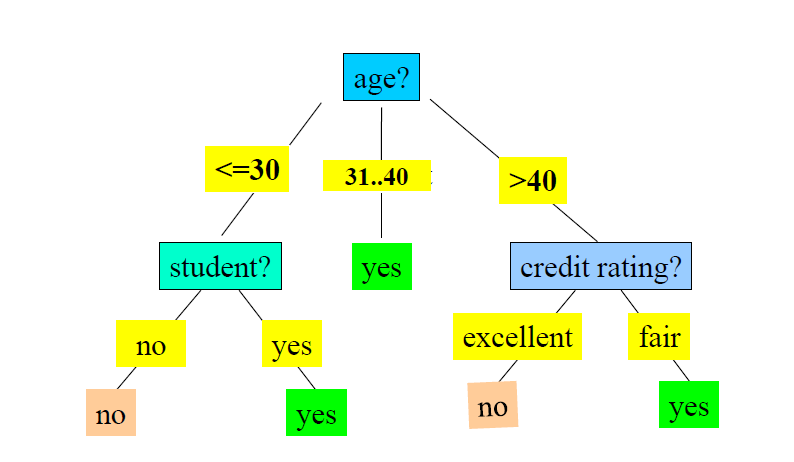 age?
<=30
31..40
>40
student?
yes
credit rating?
no
yes
excellent
fair
no
yes
no
yes